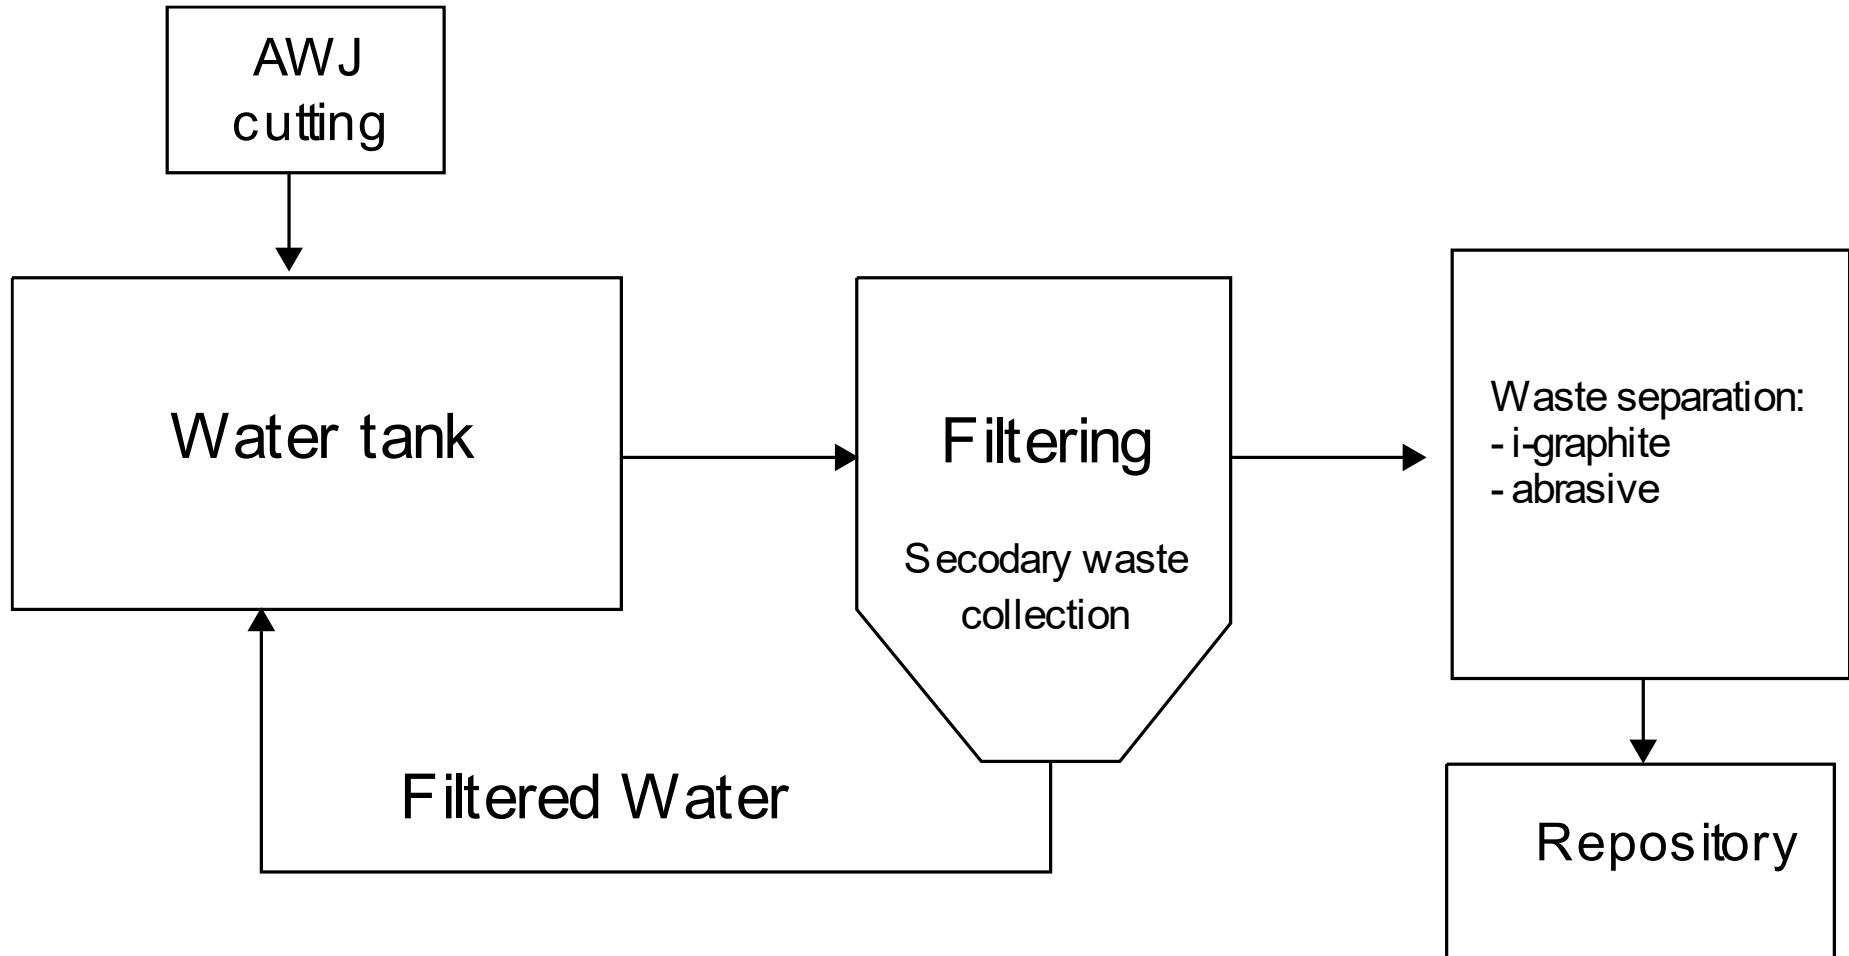 AWJ
cutting
Water tank
Filtering
Secodary waste
collection
Waste separation:
- i-graphite
- abrasive
Filtered Water
Repository